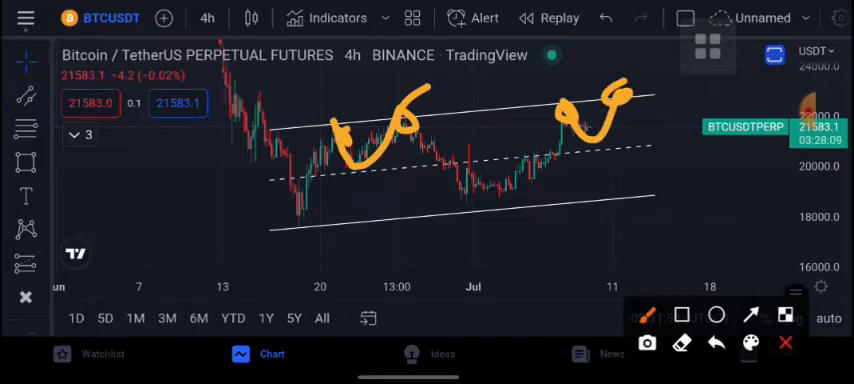 BTCUSDT
4h
Indicators
Alert
Replay
Unnamed
Bitcoin / TetherUS PERPETUAL FUTURES · 4h · BINANCE · TradingView
USDT
24000.0
21583.1 −4.2 (−0.02%)
21583.0 0.1 21583.1
22000.0
BTCUSDTPERP 21583.1
03:28:09
3
20000.0
18000.0
16000.0
7 13 20 13:00 Jul 11 18
1D 5D 1M 3M 6M YTD 1Y 5Y All
auto
Watchlist Chart Ideas News